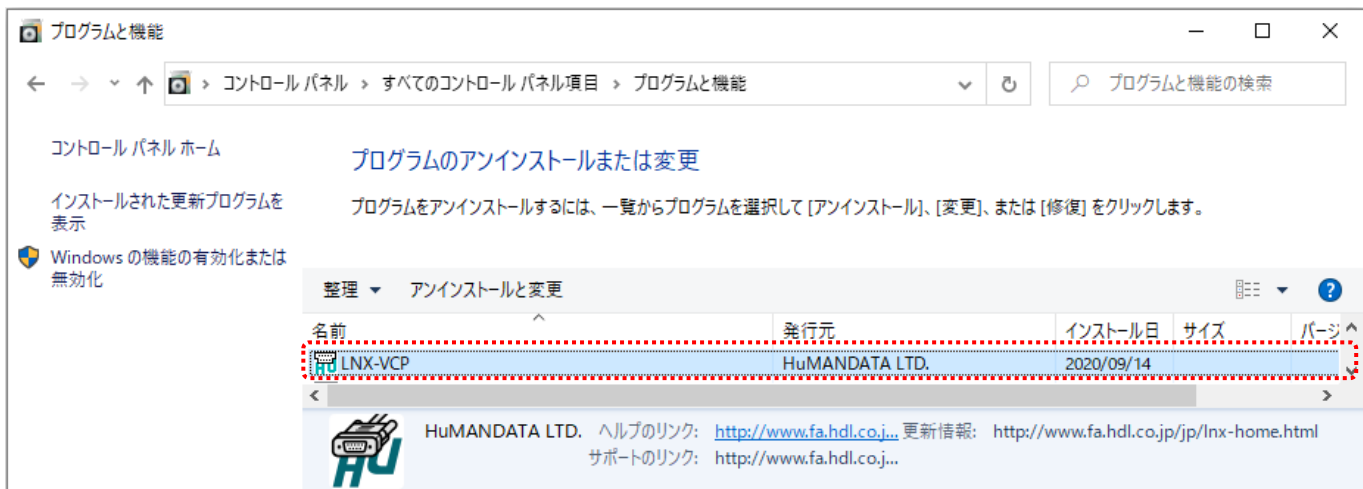 プログラムと機能
コントロール パネル › すべてのコントロール パネル項目 › プログラムと機能
プログラムと機能の検索
コントロール パネル ホーム
インストールされた更新プログラムを
表示
Windows の機能の有効化または
無効化
プログラムのアンインストールまたは変更
プログラムをアンインストールするには、一覧からプログラムを選択して [アンインストール]、[変更]、または [修復] をクリックします。
整理 アンインストールと変更
名前 発行元 インストール日 サイズ バージ
LNX-VCP HuMANDATA LTD. 2020/09/14
HuMANDATA LTD. ヘルプのリンク: http://www.fa.hdl.co.j... 更新情報: http://www.fa.hdl.co.jp/jp/lnx-home.html
サポートのリンク: http://www.fa.hdl.co.j...